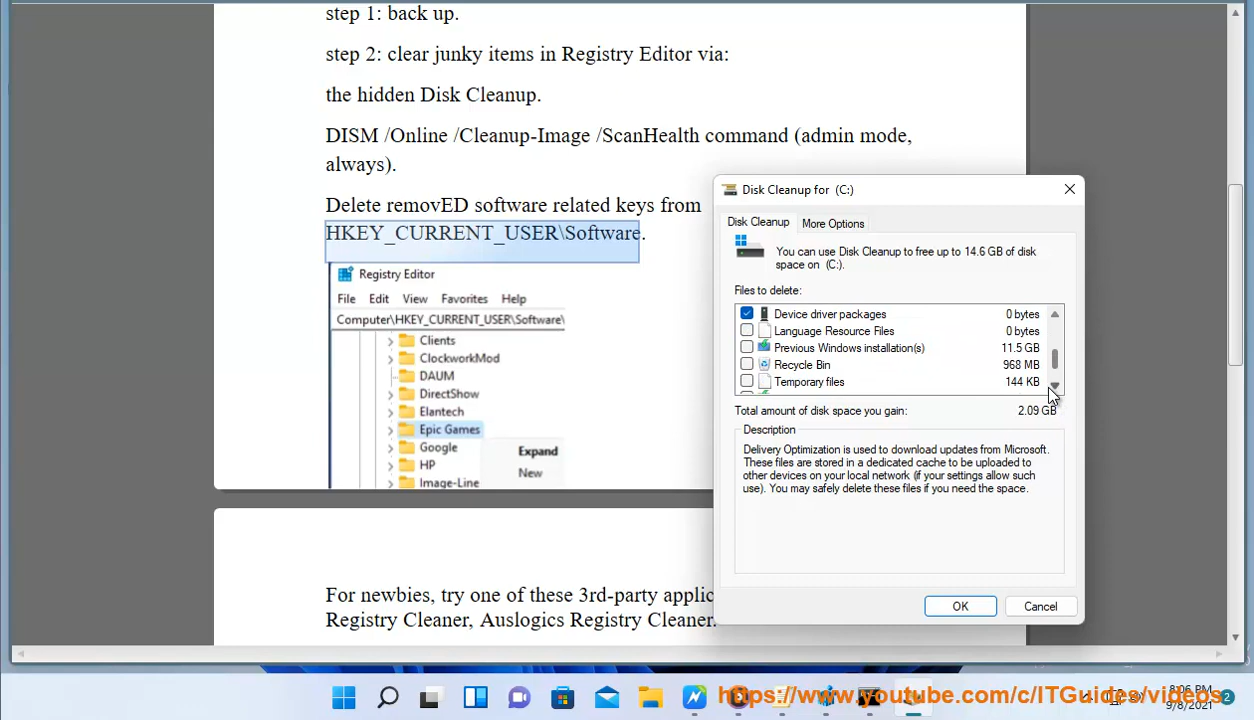 step 1: back up.
step 2: clear junky items in Registry Editor via:
the hidden Disk Cleanup.
DISM /Online /Cleanup-Image /ScanHealth command (admin mode,
always).
Delete removED software related keys from
HKEY_CURRENT_USER\Software.
Registry Editor
File Edit View Favorites Help
Computer\HKEY_CURRENT_USER\Software\
Clients
ClockworkMod
DAUM
DirectShow
Elantech
Epic Games
Google
HP
Image-Line
Expand
New
For newbies, try one of these 3rd-party applic
Registry Cleaner, Auslogics Registry Cleaner.
Disk Cleanup for (C:)
Disk Cleanup More Options
You can use Disk Cleanup to free up to 14.6 GB of disk
space on (C:).
Files to delete:
Device driver packages 0 bytes
Language Resource Files 0 bytes
Previous Windows installation(s) 11.5 GB
Recycle Bin 968 MB
Temporary files 144 KB
Total amount of disk space you gain: 2.09 GB
Description
Delivery Optimization is used to download updates from Microsoft.
These files are stored in a dedicated cache to be uploaded to
other devices on your local network (if your settings allow such
use). You may safely delete these files if you need the space.
OK Cancel
https://www.youtube.com/c/ITGuides/videos
8:06 PM
9/8/2021
2